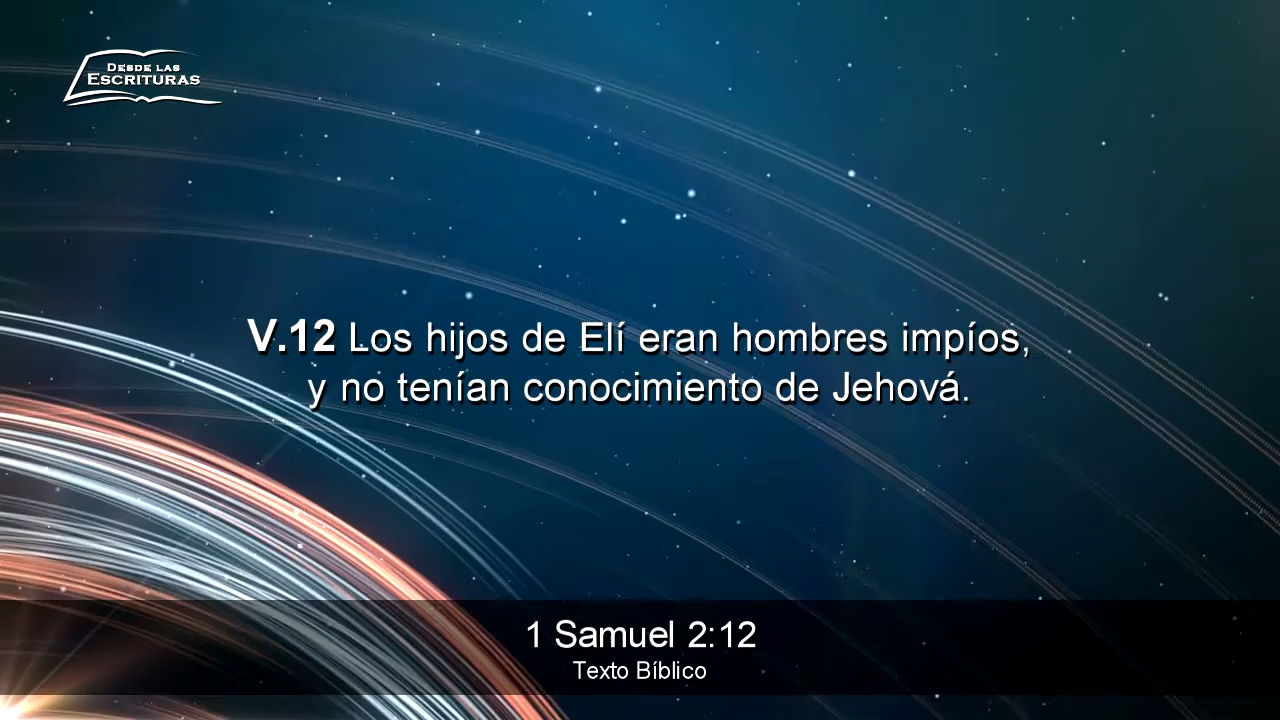 DESDE LAS
ESCRITURAS
V.12 Los hijos de Elí eran hombres impíos,
y no tenían conocimiento de Jehová.
1 Samuel 2:12
Texto Bíblico